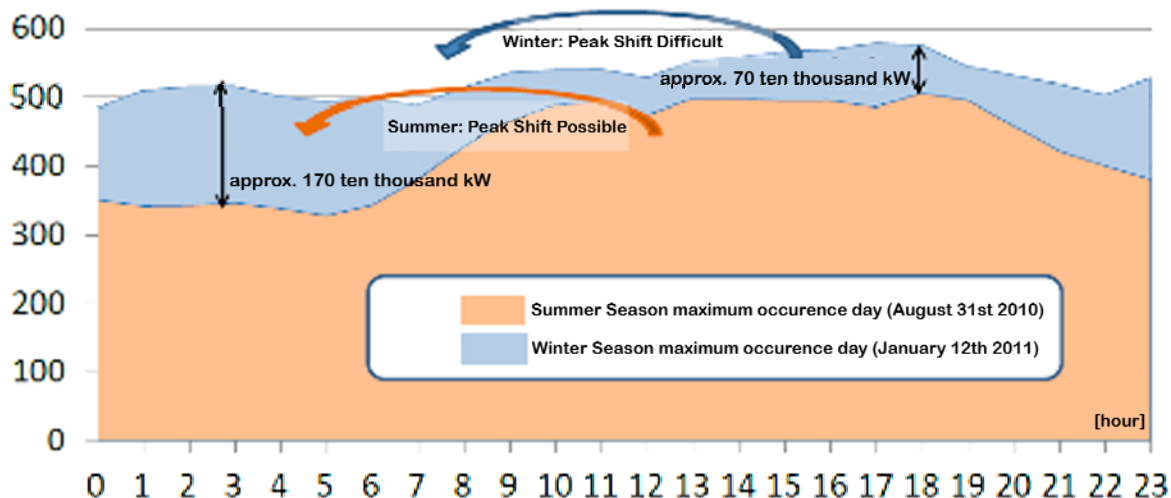 600
Winter: Peak Shift Difficult
approx. 70 ten thousand kW
500
Summer: Peak Shift Possible
400
approx. 170 ten thousand kW
300
200
Summer Season maximum occurence day (August 31st 2010)
Winter Season maximum occurence day (January 12th 2011)
100
[hour]
0
0 1 2 3 4 5 6 7 8 9 10 11 12 13 14 15 16 17 18 19 20 21 22 23